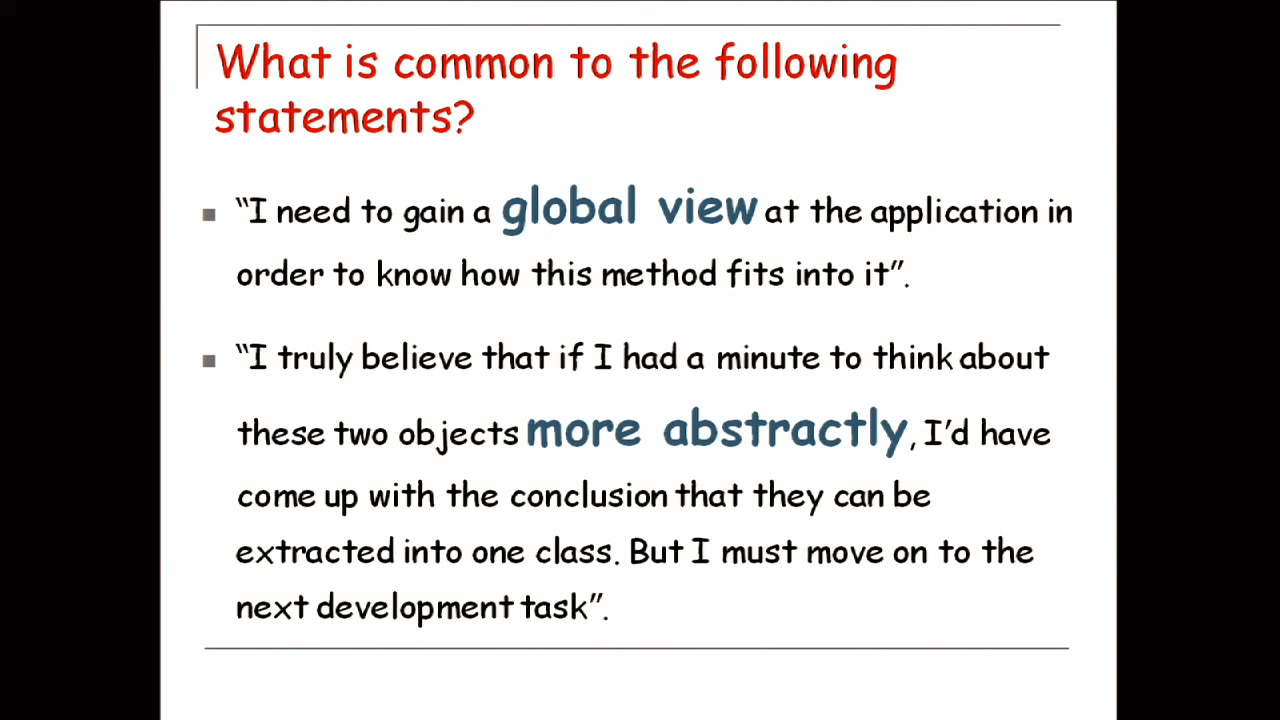 What is common to the following
statements?
“I need to gain a global view at the application in
order to know how this method fits into it”.
“I truly believe that if I had a minute to think about
these two objects more abstractly, I’d have
come up with the conclusion that they can be
extracted into one class. But I must move on to the
next development task”.